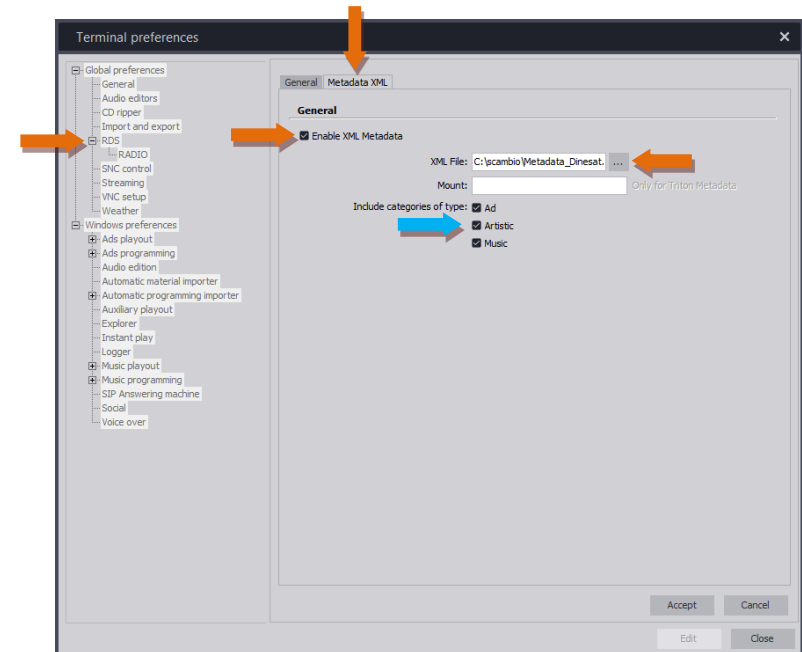 Terminal preferences
Global preferences
General
Audio editors
CD ripper
Import and export
RDS
RADIO
SNC control
Streaming
VNC setup
Weather
Windows preferences
Ads playout
Ads programming
Audio edition
Automatic material importer
Automatic programming importer
Auxiliary playout
Explorer
Instant play
Logger
Music playout
Music programming
SIP Answering machine
Social
Voice over
General Metadata XML
General
Enable XML Metadata
XML File: C:\scambio\Metadata_Dinesat. ...
Mount: Only for Triton Metadata
Include categories of type: Ad
Artistic
Music
Accept Cancel
Edit Close